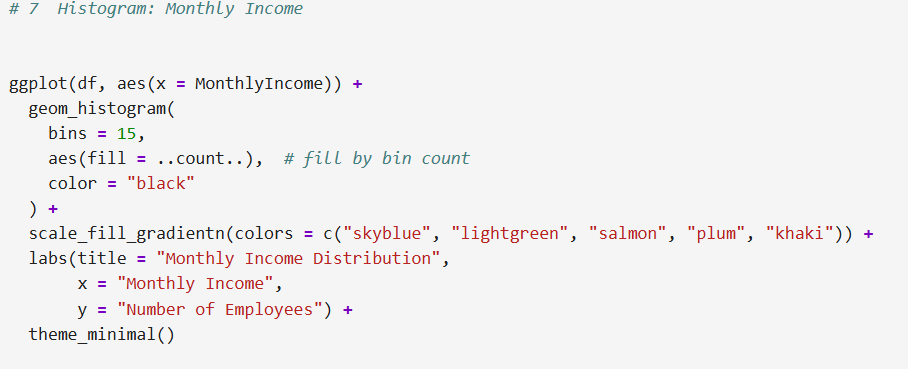 # 7  Histogram: Monthly Income
ggplot(df, aes(x = MonthlyIncome)) +
  geom_histogram(
    bins = 15,
    aes(fill = ..count..),  # fill by bin count
    color = "black"
  ) +
  scale_fill_gradientn(colors = c("skyblue", "lightgreen", "salmon", "plum", "khaki")) +
  labs(title = "Monthly Income Distribution",
       x = "Monthly Income",
       y = "Number of Employees") +
  theme_minimal()